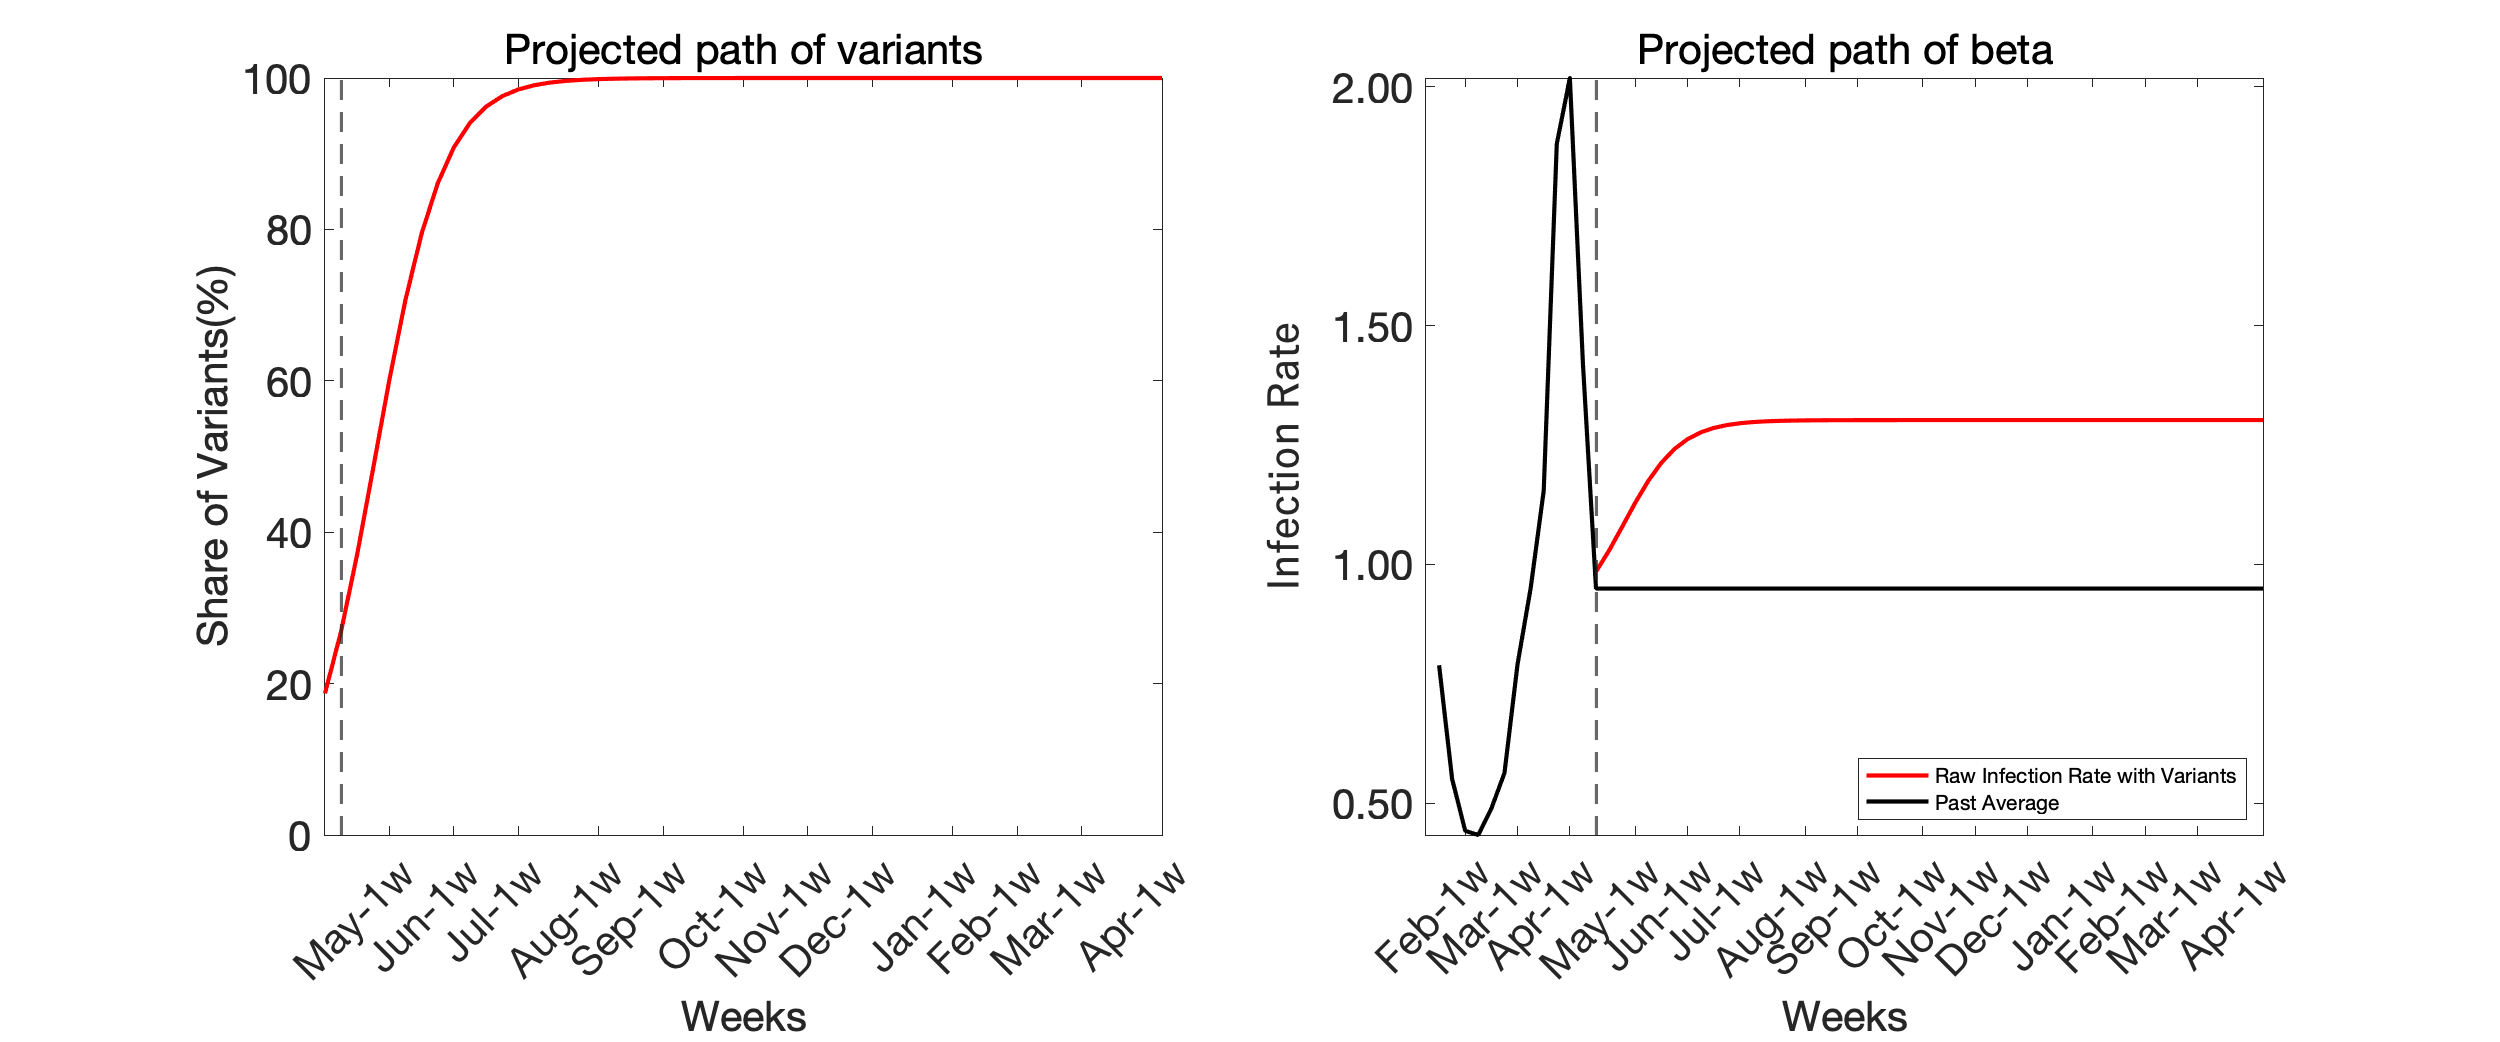 Projected path of variants
100
80
60
40
20
0
Share of Variants(%)
May-1w
Jun-1w
Jul-1w
Aug-1w
Sep-1w
Oct-1w
Nov-1w
Dec-1w
Jan-1w
Feb-1w
Mar-1w
Apr-1w
Weeks
Projected path of beta
2.00
1.50
1.00
0.50
Infection Rate
Raw Infection Rate with Variants
Past Average
Feb-1w
Mar-1w
Apr-1w
May-1w
Jun-1w
Jul-1w
Aug-1w
Sep-1w
Oct-1w
Nov-1w
Dec-1w
Jan-1w
Feb-1w
Mar-1w
Apr-1w
Weeks